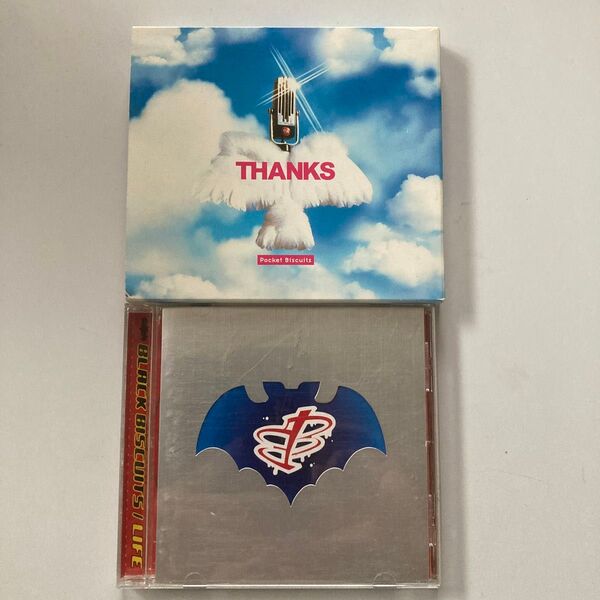 THANKS
Pocket Biscuits
BLACK BISCUITS / LIFE